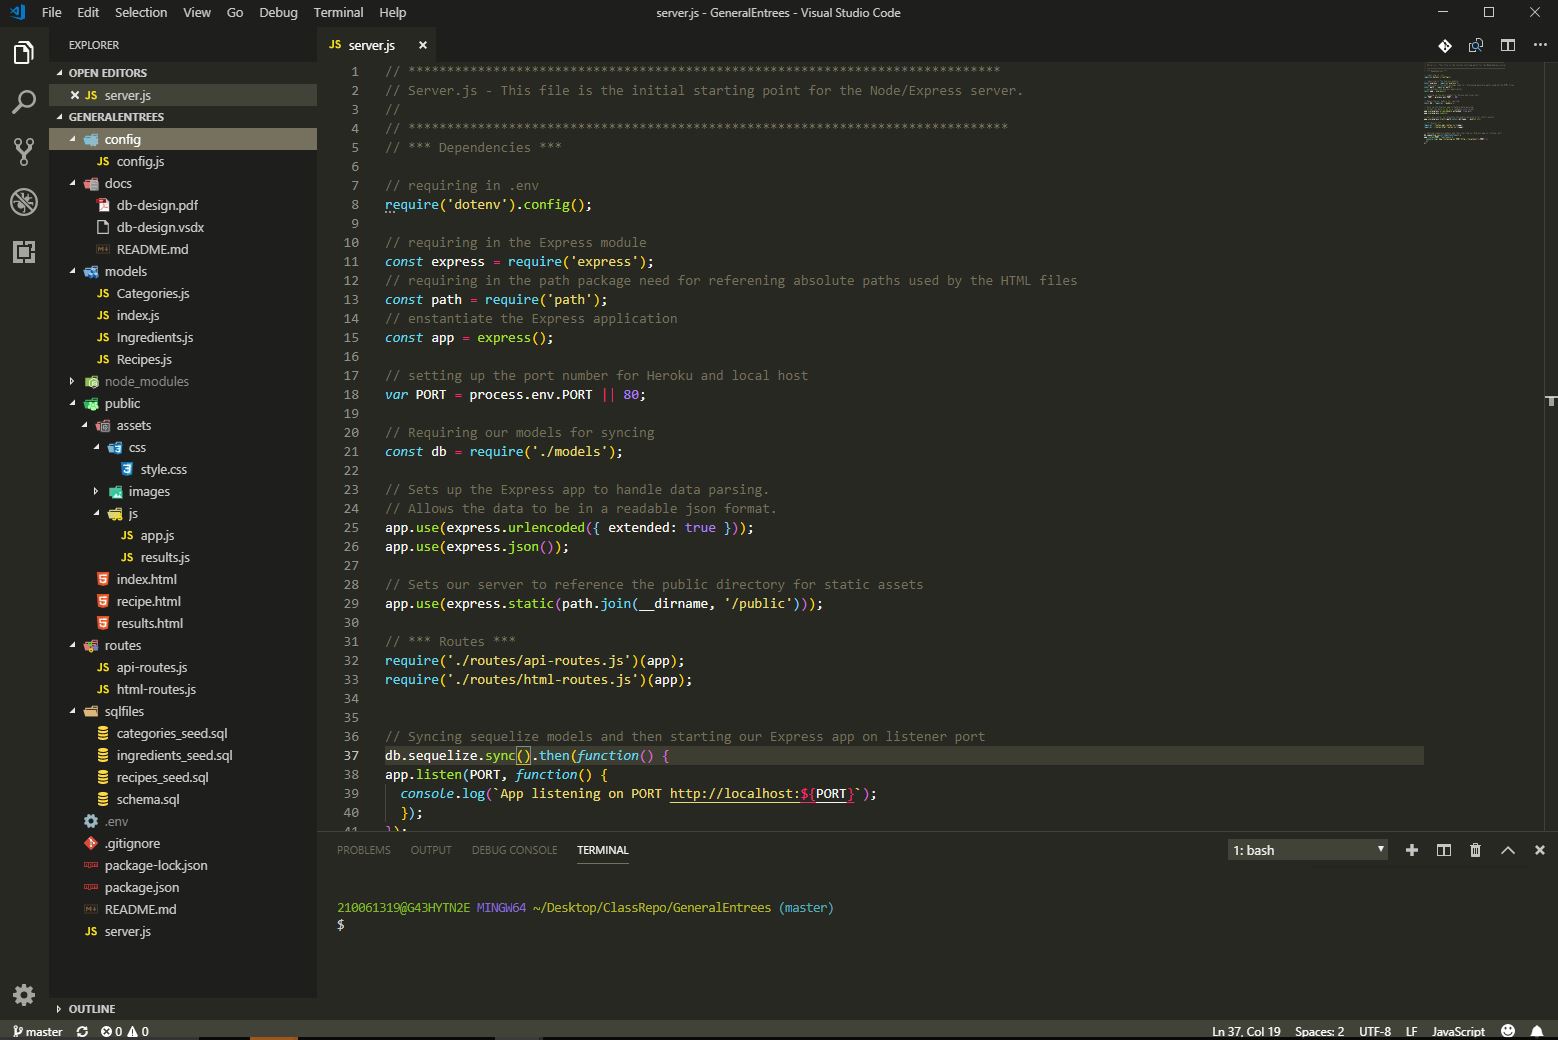 File Edit Selection View Go Debug Terminal Help
server.js - GeneralEntrees - Visual Studio Code
EXPLORER
OPEN EDITORS
JS server.js
GENERALENTREES
config
JS config.js
docs
db-design.pdf
db-design.vsdx
README.md
models
JS Categories.js
JS index.js
JS Ingredients.js
JS Recipes.js
node_modules
public
assets
css
style.css
images
js
JS app.js
JS results.js
index.html
recipe.html
results.html
routes
JS api-routes.js
JS html-routes.js
sqlfiles
categories_seed.sql
ingredients_seed.sql
recipes_seed.sql
schema.sql
.env
.gitignore
package-lock.json
package.json
README.md
JS server.js
OUTLINE
JS server.js
1 // *****************************************************************************
2 // Server.js - This file is the initial starting point for the Node/Express server.
3 //
4 // ******************************************************************************
5 // *** Dependencies ***
6
7 // requiring in .env
8 require('dotenv').config();
9
10 // requiring in the Express module
11 const express = require('express');
12 // requiring in the path package need for referening absolute paths used by the HTML files
13 const path = require('path');
14 // enstantiate the Express application
15 const app = express();
16
17 // setting up the port number for Heroku and local host
18 var PORT = process.env.PORT || 80;
19
20 // Requiring our models for syncing
21 const db = require('./models');
22
23 // Sets up the Express app to handle data parsing.
24 // Allows the data to be in a readable json format.
25 app.use(express.urlencoded({ extended: true }));
26 app.use(express.json());
27
28 // Sets our server to reference the public directory for static assets
29 app.use(express.static(path.join(__dirname, '/public')));
30
31 // *** Routes ***
32 require('./routes/api-routes.js')(app);
33 require('./routes/html-routes.js')(app);
34
35
36 // Syncing sequelize models and then starting our Express app on listener port
37 db.sequelize.sync().then(function() {
38 app.listen(PORT, function() {
39 console.log(`App listening on PORT http://localhost:${PORT}`);
40 });
41 });
PROBLEMS OUTPUT DEBUG CONSOLE TERMINAL
1: bash
210061319@G43HYTN2E MINGW64 ~/Desktop/ClassRepo/GeneralEntrees (master)
$
master 0 0
Ln 37, Col 19 Spaces: 2 UTF-8 LF JavaScript